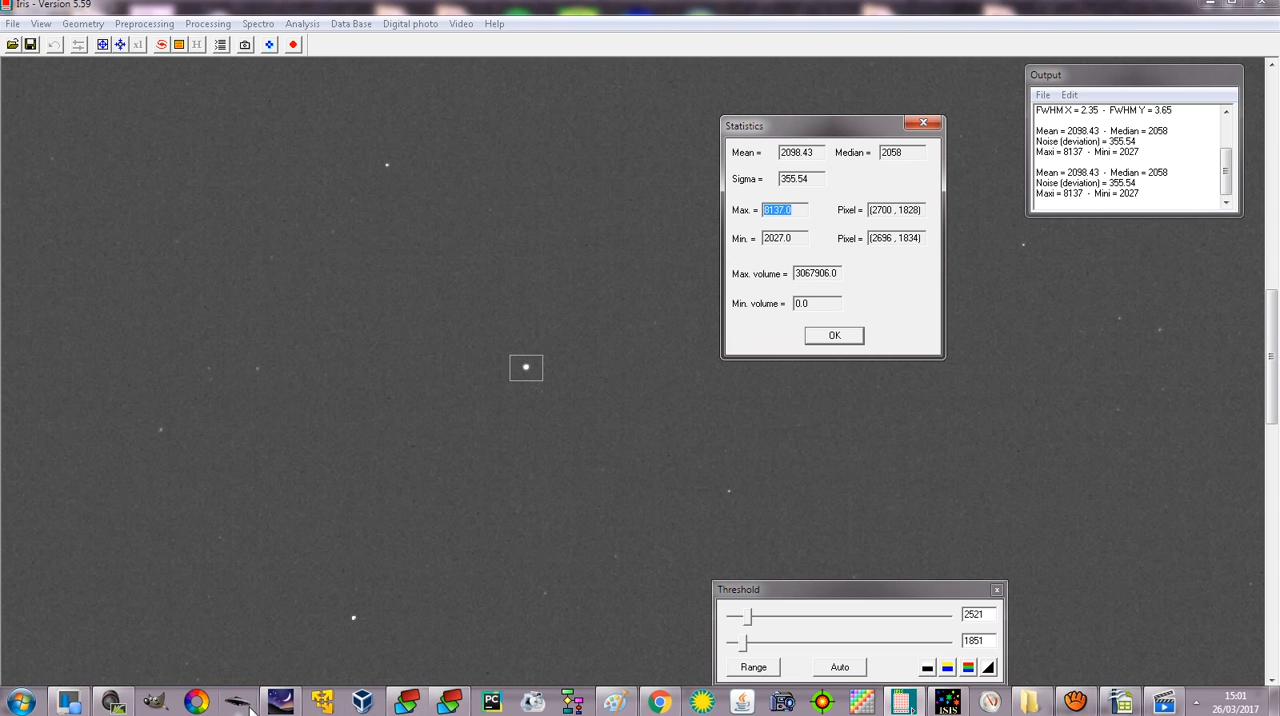 Iris - Version 5.59
File View Geometry Preprocessing Processing Spectro Analysis Data Base Digital photo Video Help
x1 H
Output
File Edit
FWHM X = 2.35 - FWHM Y = 3.65
Mean = 2098.43 - Median = 2058
Noise (deviation) = 355.54
Maxi = 8137 - Mini = 2027
Mean = 2098.43 - Median = 2058
Noise (deviation) = 355.54
Maxi = 8137 - Mini = 2027
Statistics
Mean = 2098.43 Median = 2058
Sigma = 355.54
Max. = 8137.0 Pixel = (2700 , 1828)
Min. = 2027.0 Pixel = (2696 , 1834)
Max. volume = 3067906.0
Min. volume = 0.0
OK
Threshold
2521
1851
Range Auto
PC ISIS
15:01
26/03/2017